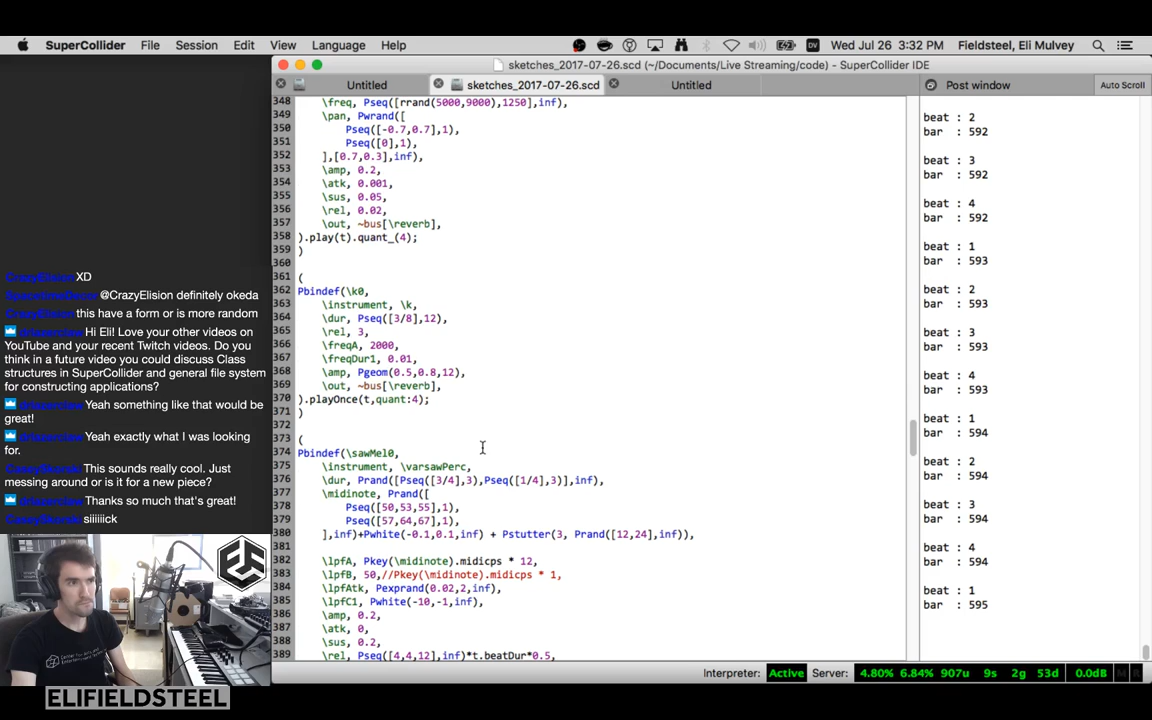 SuperCollider File Session Edit View Language Help
Wed Jul 26 3:32 PM Fieldsteel, Eli Mulvey
sketches_2017-07-26.scd (~/Documents/Live Streaming/code) - SuperCollider IDE
Untitled
sketches_2017-07-26.scd
Untitled
Post window
Auto Scroll
348 \freq, Pseq([rrand(5000,9000),1250],inf),
349 \pan, Pwrand([
350 Pseq([-0.7,0.7],1),
351 Pseq([0],1),
352 ],[0.7,0.3],inf),
353 \amp, 0.2,
354 \atk, 0.001,
355 \sus, 0.05,
356 \rel, 0.02,
357 \out, ~bus[\reverb],
358 ).play(t).quant_(4);
359 )
360
361 (
362 Pbindef(\k0,
363 \instrument, \k,
364 \dur, Pseq([3/8],12),
365 \rel, 3,
366 \freqA, 2000,
367 \freqDur1, 0.01,
368 \amp, Pgeom(0.5,0.8,12),
369 \out, ~bus[\reverb],
370 ).playOnce(t,quant:4);
371 )
372
373 (
374 Pbindef(\sawMel0,
375 \instrument, \varsawPerc,
376 \dur, Prand([Pseq([3/4],3),Pseq([1/4],3)],inf),
377 \midinote, Prand([
378 Pseq([50,53,55],1),
379 Pseq([57,64,67],1),
380 ],inf)+Pwhite(-0.1,0.1,inf) + Pstutter(3, Prand([12,24],inf)),
381
382 \lpfA, Pkey(\midinote).midicps * 12,
383 \lpfB, 50,//Pkey(\midinote).midicps * 1,
384 \lpfAtk, Pexprand(0.02,2,inf),
385 \lpfC1, Pwhite(-10,-1,inf),
386 \amp, 0.2,
387 \atk, 0,
388 \sus, 0.2,
389 \rel, Pseq([4,4,12],inf)*t.beatDur*0.5,
beat : 2
bar : 592
beat : 3
bar : 592
beat : 4
bar : 592
beat : 1
bar : 593
beat : 2
bar : 593
beat : 3
bar : 593
beat : 4
bar : 593
beat : 1
bar : 594
beat : 2
bar : 594
beat : 3
bar : 594
beat : 4
bar : 594
beat : 1
bar : 595
CrazyElision XD
@CrazyElision definitely okeda
CrazyElision this have a form or is more random
Hi Eli! Love your other videos on
YouTube and your recent Twitch videos. Do you
think in a future video you could discuss Class
structures in SuperCollider and general file system
for constructing applications?
Yeah something like that would be
great!
Yeah exactly what I was looking
for.
This sounds really cool. Just
messing around or is it for a new piece?
Thanks so much that's great!
siiiiiick
ELIFIELDSTEEL
Interpreter: Active Server: 4.80% 6.84% 907u 9s 2g 53d 0.0dB M R